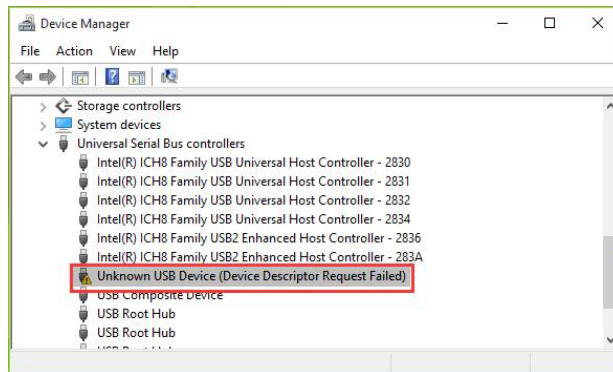 Device Manager
File Action View Help
Storage controllers
System devices
Universal Serial Bus controllers
Intel(R) ICH8 Family USB Universal Host Controller - 2830
Intel(R) ICH8 Family USB Universal Host Controller - 2831
Intel(R) ICH8 Family USB Universal Host Controller - 2832
Intel(R) ICH8 Family USB Universal Host Controller - 2834
Intel(R) ICH8 Family USB2 Enhanced Host Controller - 2836
Intel(R) ICH8 Family USB2 Enhanced Host Controller - 283A
Unknown USB Device (Device Descriptor Request Failed)
USB Composite Device
USB Root Hub
USB Root Hub
USB Root Hub